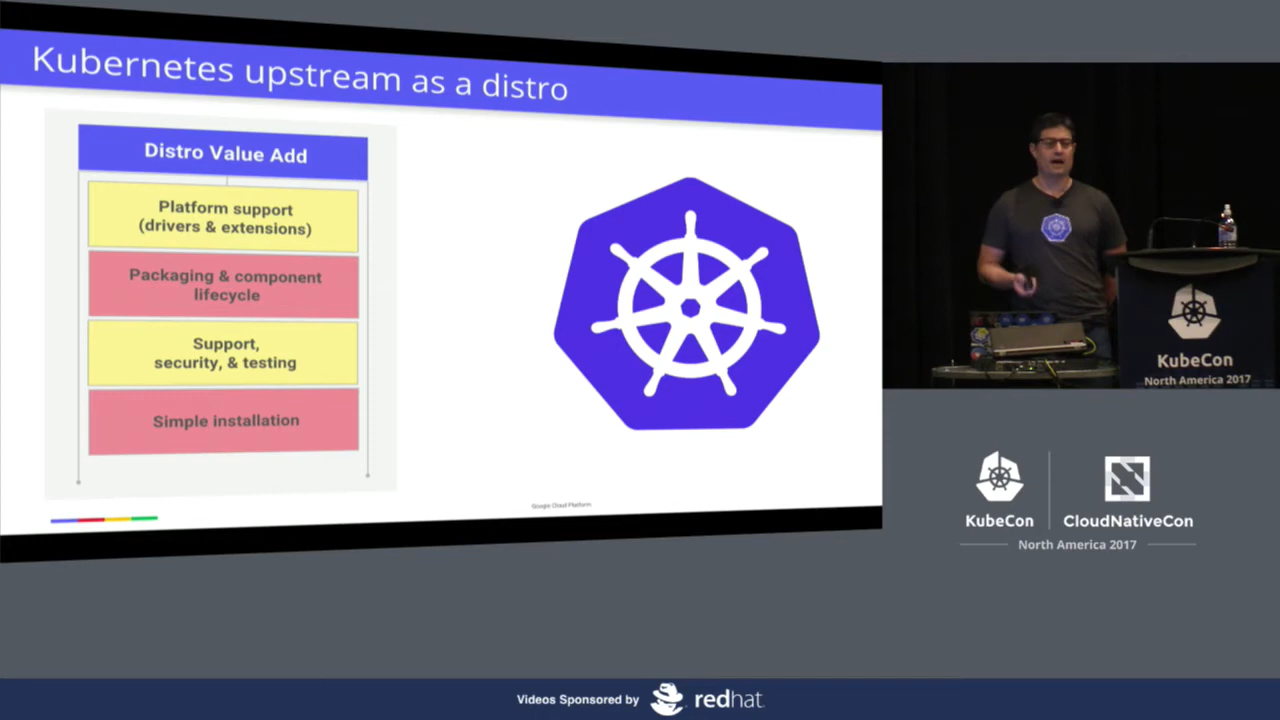 Kubernetes upstream as a distro
Distro Value Add
Platform support
(drivers & extensions)
Packaging & component
lifecycle
Support,
security, & testing
Simple installation
Google Cloud Platform
KubeCon
North America 2017
KubeCon
CloudNativeCon
North America 2017
Videos Sponsored by
redhat